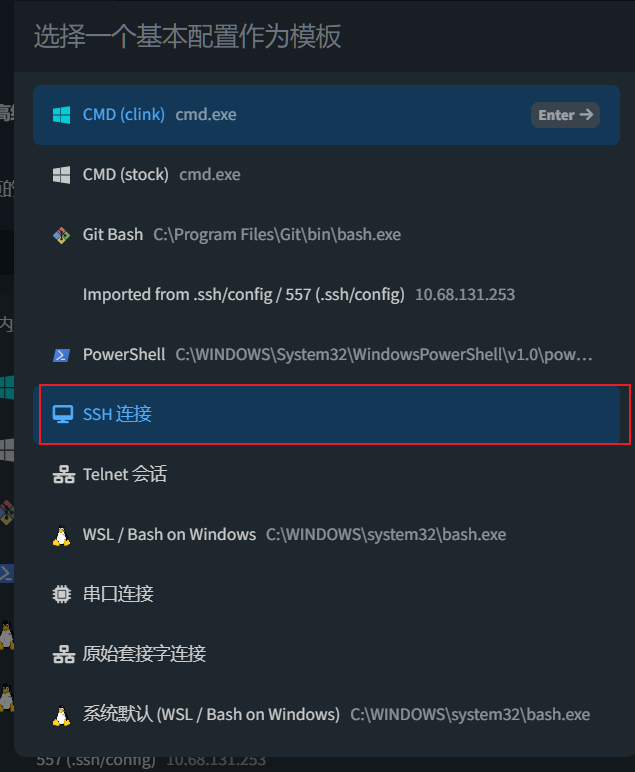 选择一个基本配置作为模板
CMD (clink) cmd.exe Enter →
CMD (stock) cmd.exe
Git Bash C:\Program Files\Git\bin\bash.exe
Imported from .ssh/config / 557 (.ssh/config) 10.68.131.253
PowerShell C:\WINDOWS\System32\WindowsPowerShell\v1.0\pow...
SSH 连接
Telnet 会话
WSL / Bash on Windows C:\WINDOWS\system32\bash.exe
串口连接
原始套接字连接
系统默认 (WSL / Bash on Windows) C:\WINDOWS\system32\bash.exe
557 (.ssh/config) 10.68.131.253